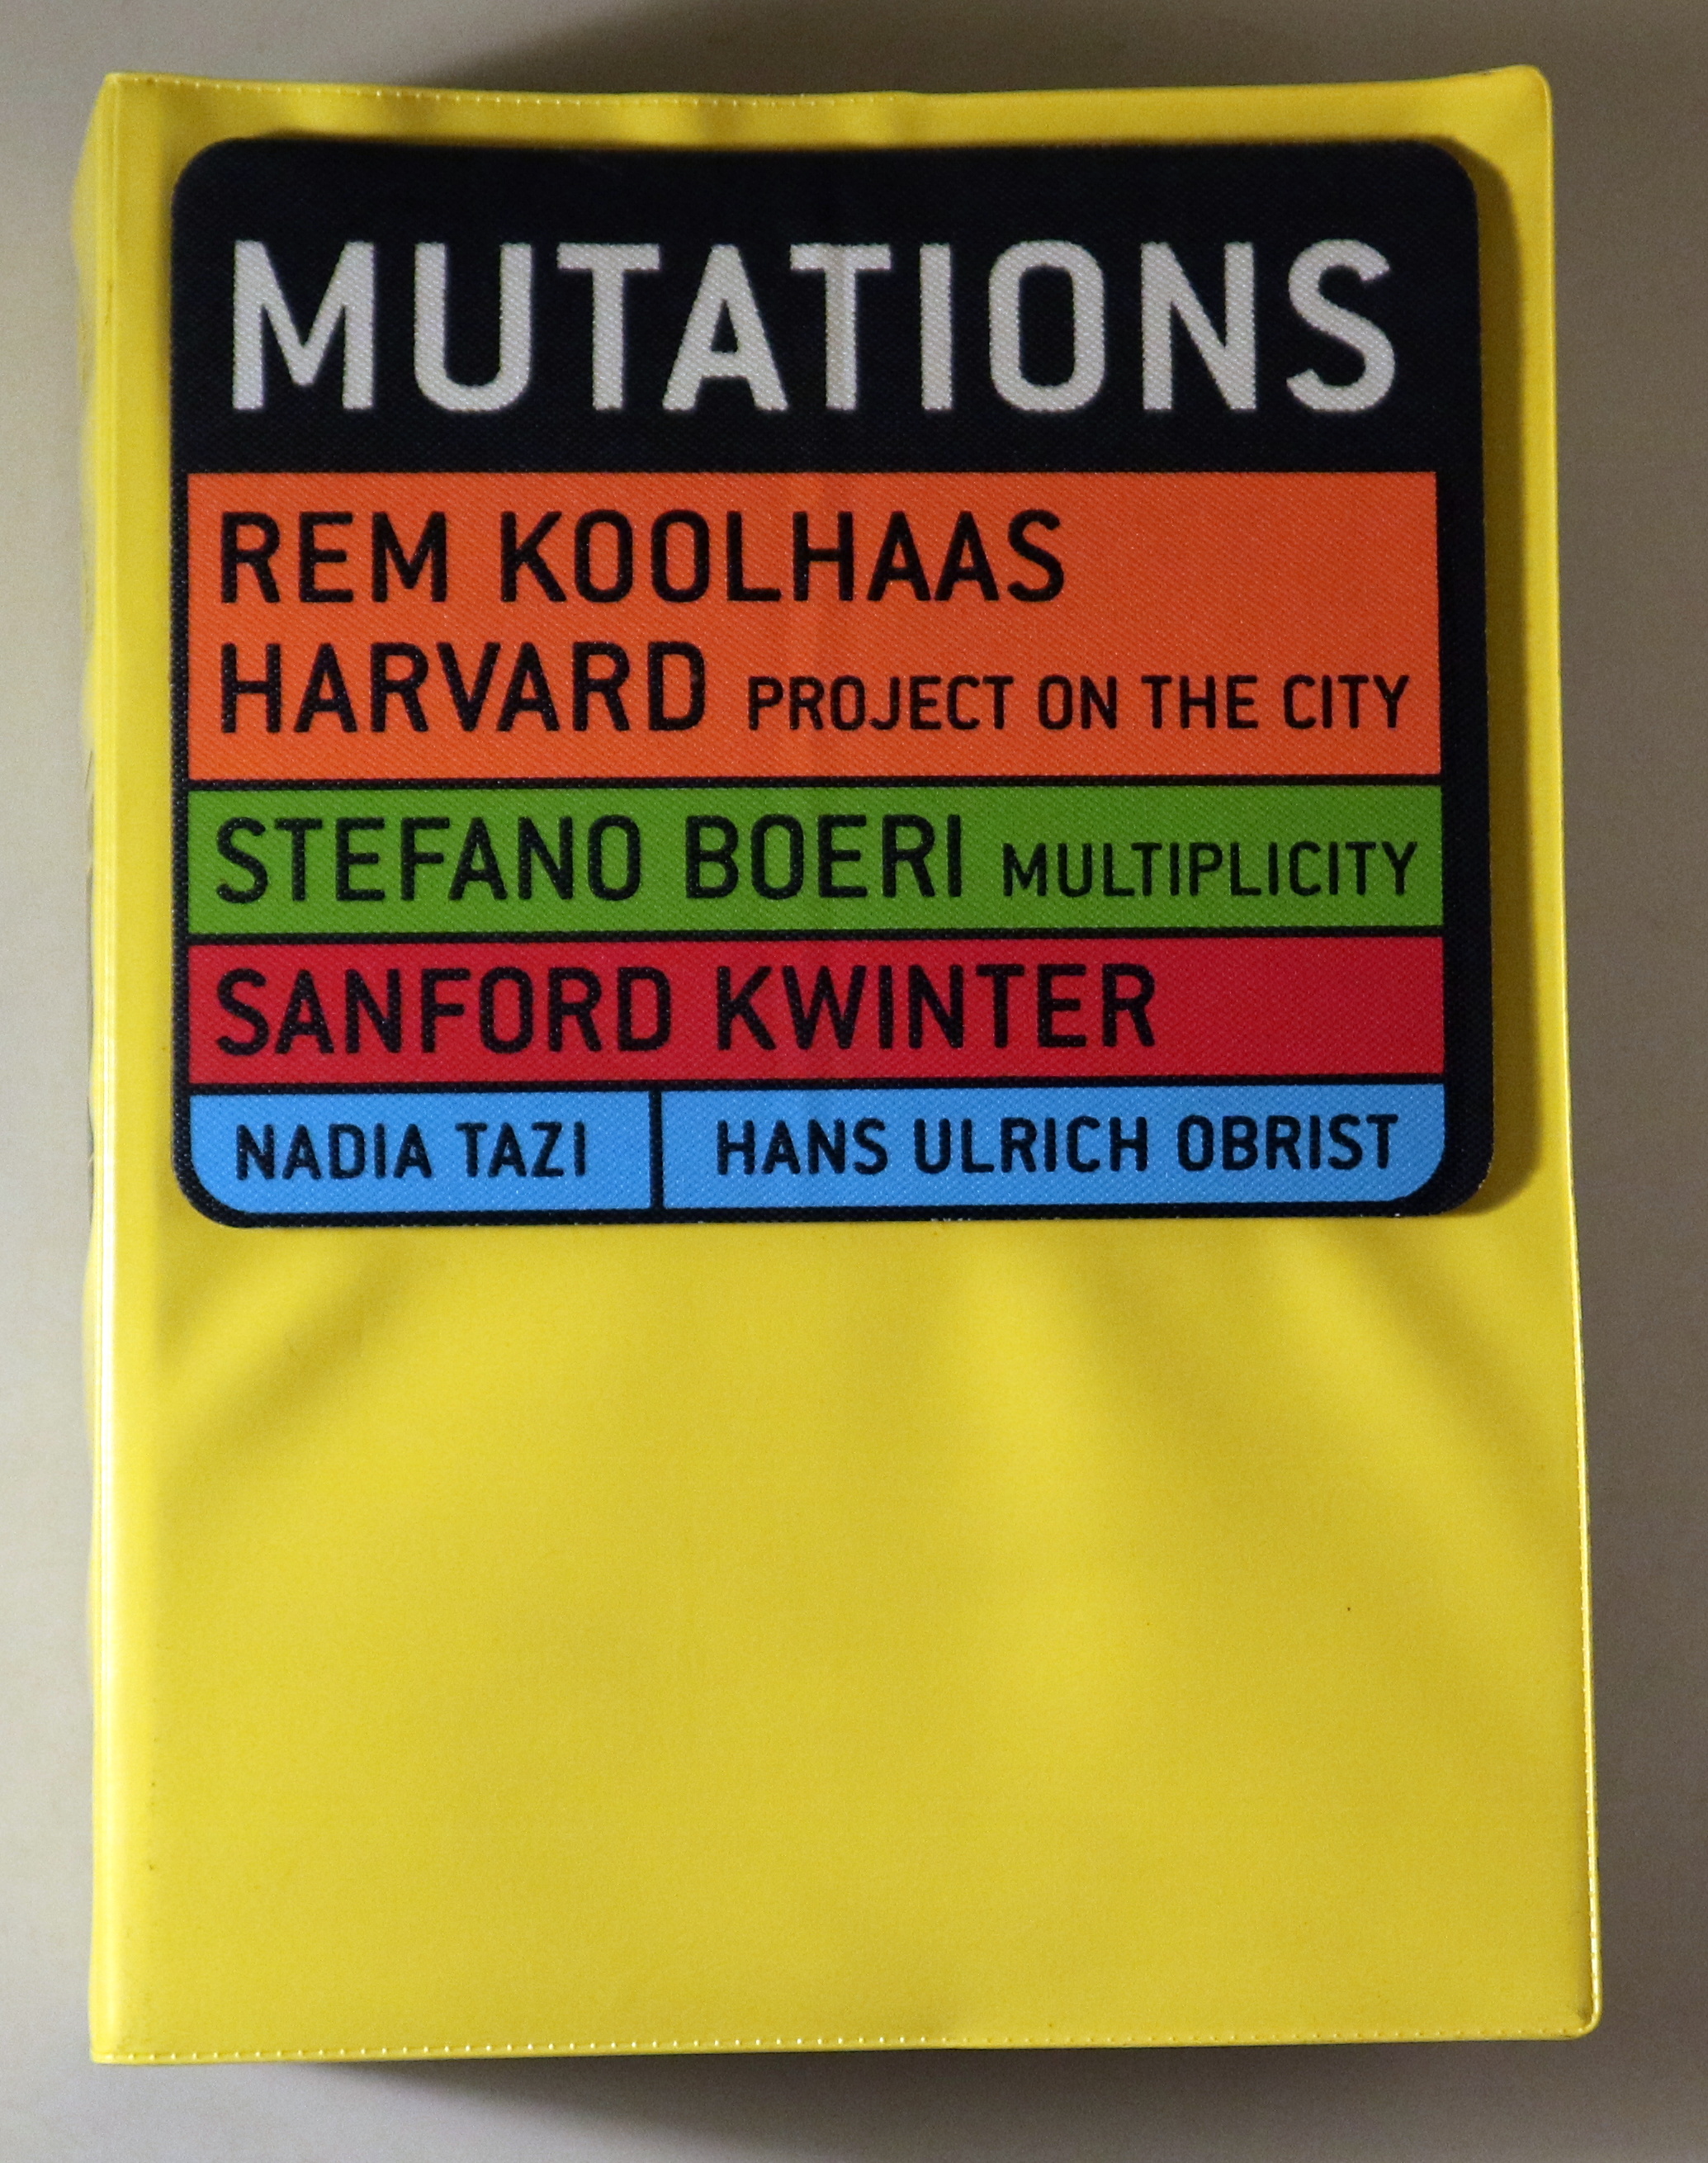 MUTATIONS
REM KOOLHAAS
HARVARD PROJECT ON THE CITY
STEFANO BOERI MULTIPLICITY
SANFORD KWINTER
NADIA TAZI HANS ULRICH OBRIST